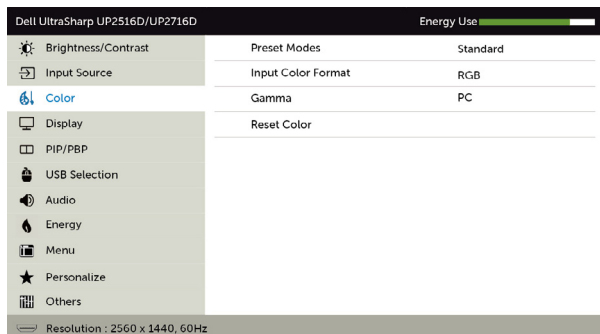 Dell UltraSharp UP2516D/UP2716D Energy Use
Brightness/Contrast Preset Modes Standard
Input Source Input Color Format RGB
Color Gamma PC
Display Reset Color
PIP/PBP
USB Selection
Audio
Energy
Menu
Personalize
Others
Resolution : 2560 x 1440, 60Hz